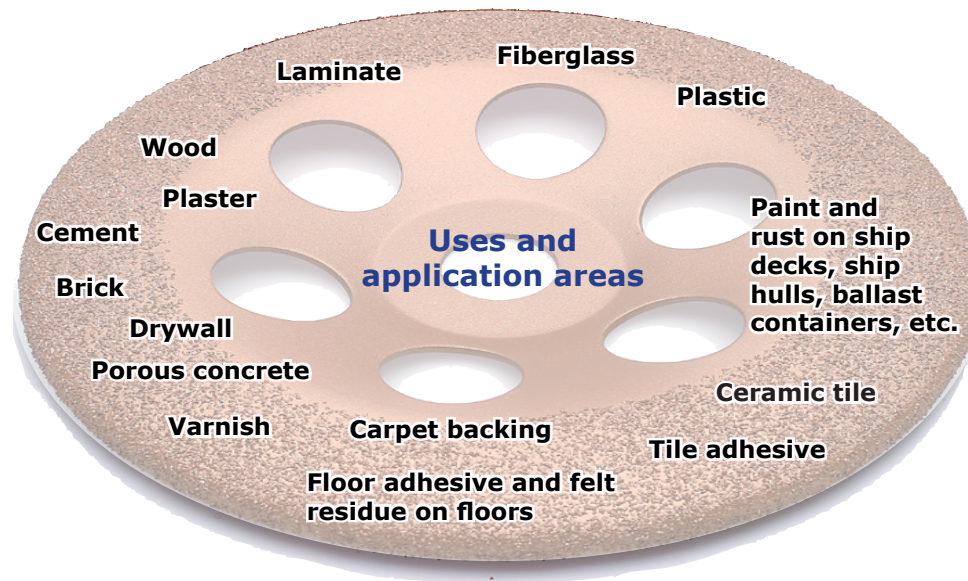 Fiberglass
Laminate
Plastic
Wood
Plaster
Cement
Brick
Drywall
Porous concrete
Varnish
Uses and
application areas
Paint and
rust on ship
decks, ship
hulls, ballast
containers, etc.
Ceramic tile
Carpet backing
Tile adhesive
Floor adhesive and felt
residue on floors